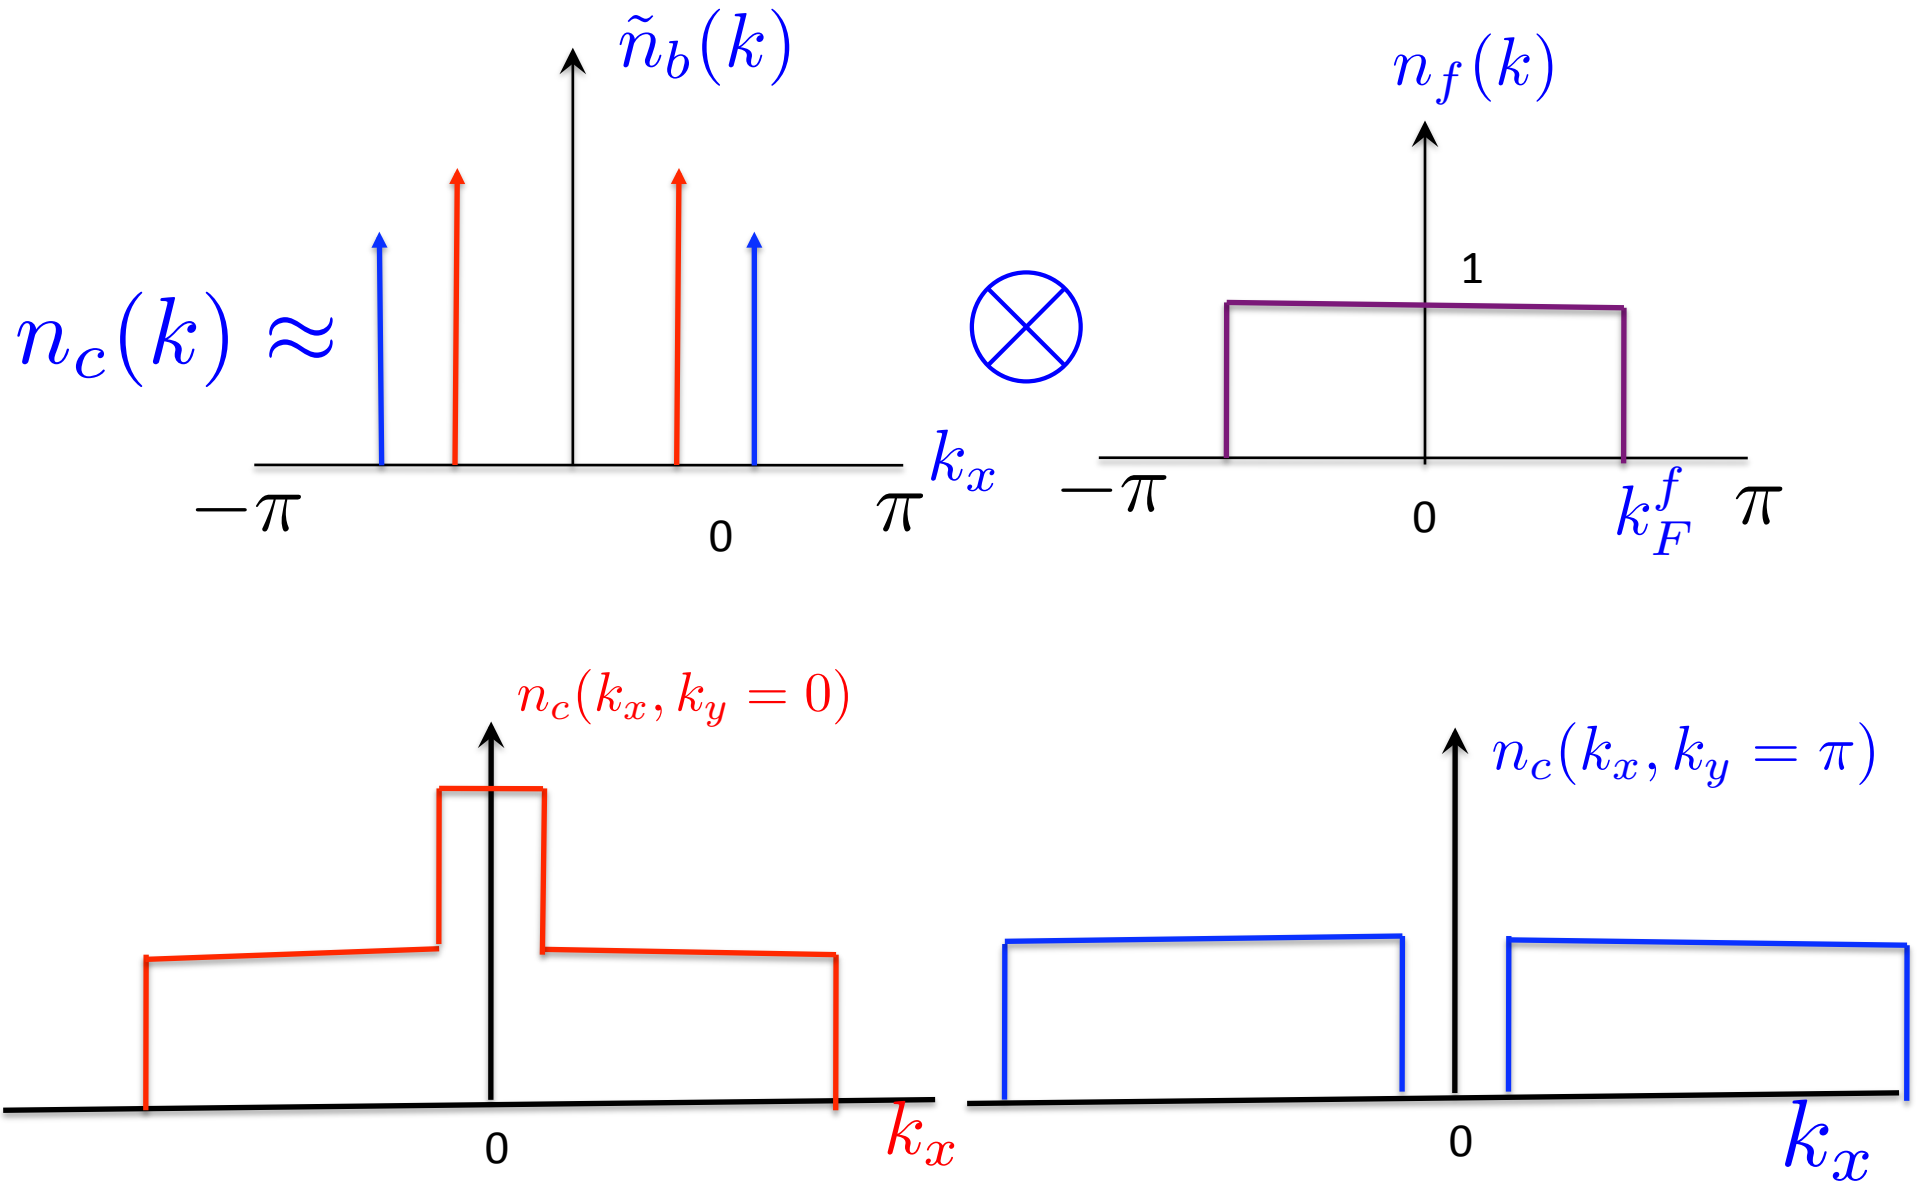 ñ_b(k)
n_f(k)
n_c(k) ≈
⊗
1
k_x
−π
0
π
−π
0
k_F^f
π
n_c(k_x, k_y = 0)
n_c(k_x, k_y = π)
0
k_x
0
k_x